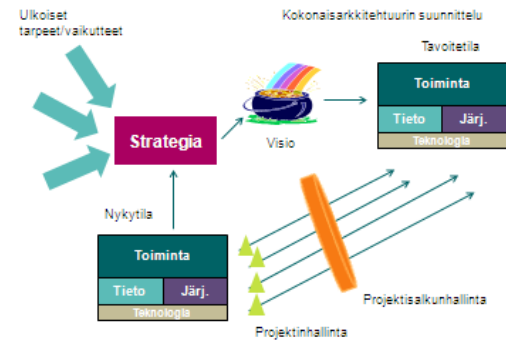 Ulkoiset
tarpeet/vaikutteet
Kokonaisarkkitehtuurin suunnittelu
Tavoitetila
Toiminta
Tieto
Järj.
Teknologia
Strategia
Visio
Nykytila
Toiminta
Tieto
Järj.
Teknologia
Projektisalkunhallinta
Projektinhallinta